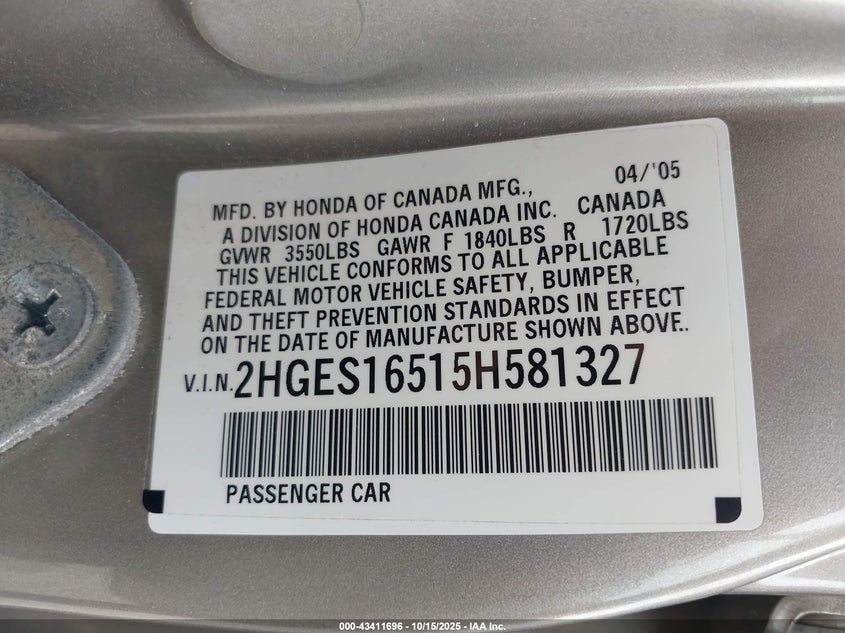 MFD. BY HONDA OF CANADA MFG., 04/'05
A DIVISION OF HONDA CANADA INC. CANADA
GVWR 3550LBS GAWR F 1840LBS R 1720LBS
THIS VEHICLE CONFORMS TO ALL APPLICABLE
FEDERAL MOTOR VEHICLE SAFETY, BUMPER,
AND THEFT PREVENTION STANDARDS IN EFFECT
ON THE DATE OF MANUFACTURE SHOWN ABOVE..
V.I.N. 2HGES16515H581327
PASSENGER CAR
000-43411696 - 10/15/2025 - IAA Inc.